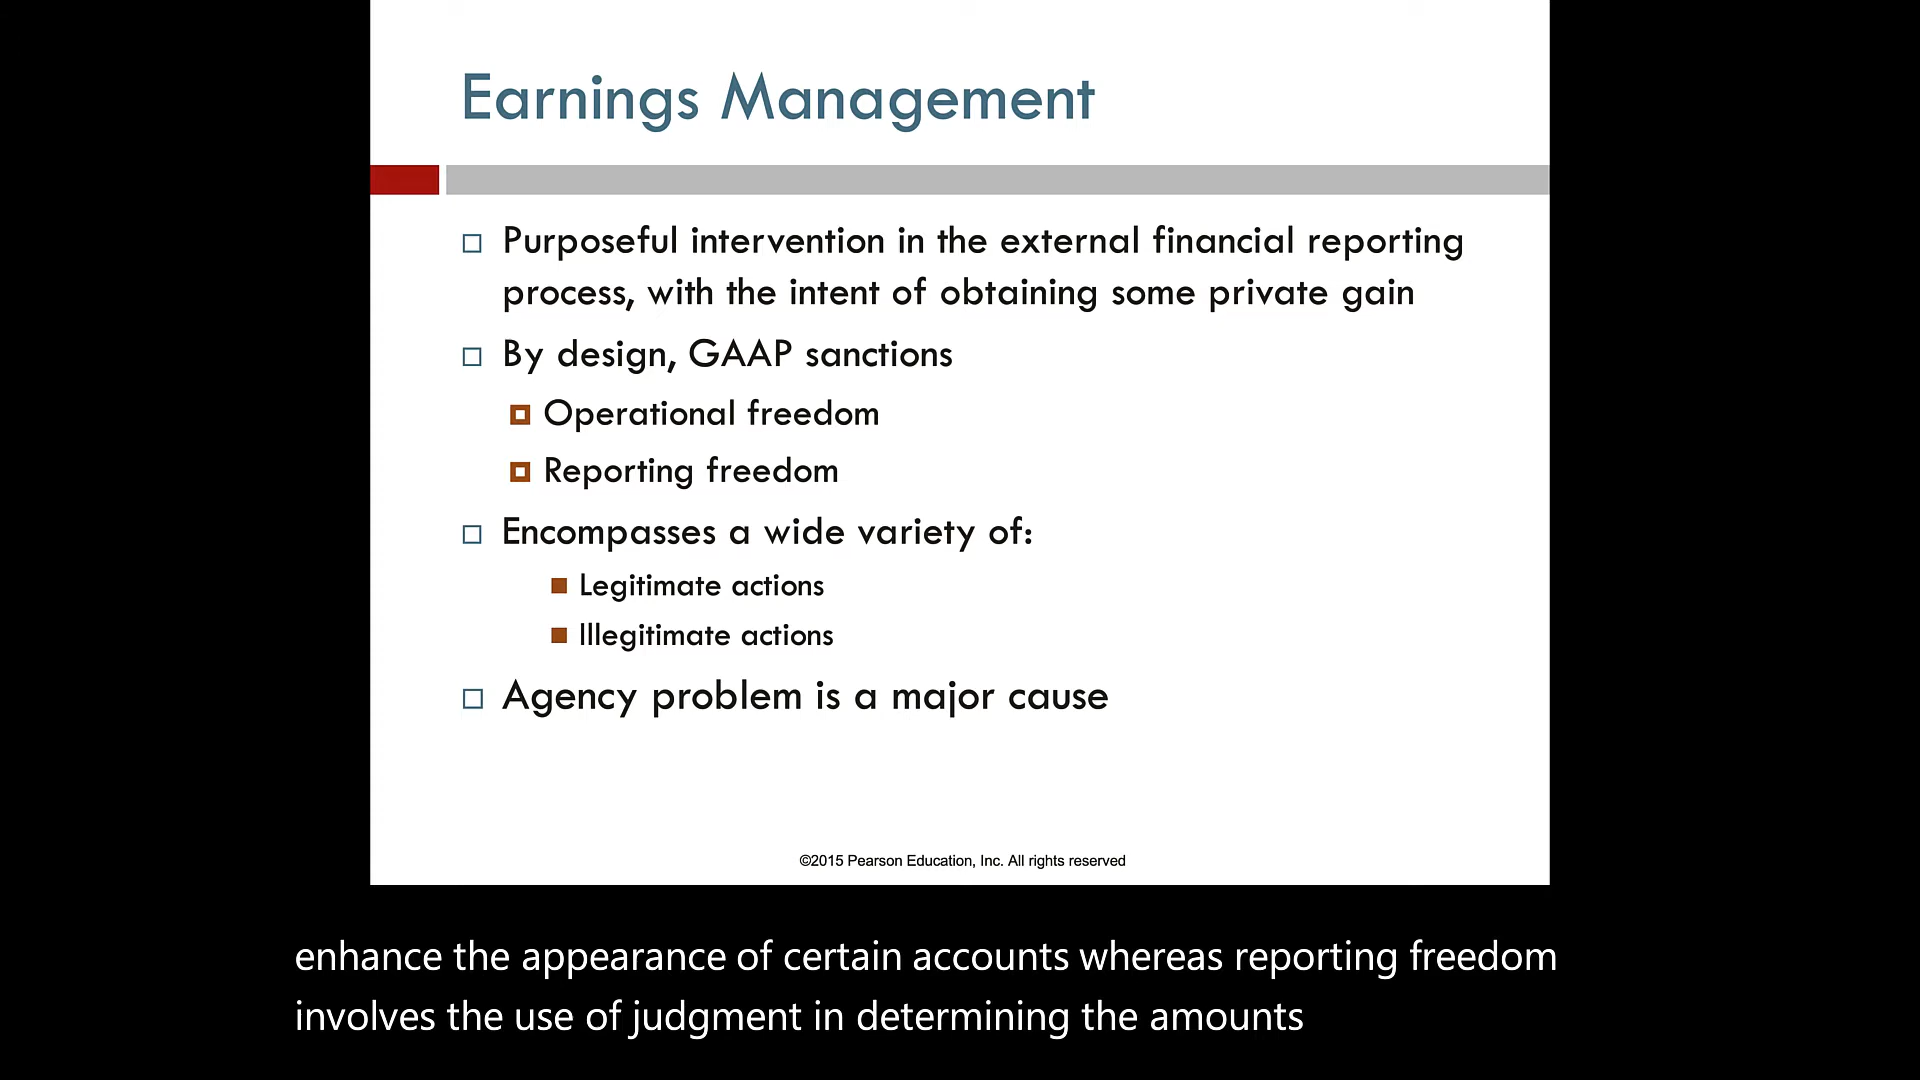 Earnings Management
Purposeful intervention in the external financial reporting
process, with the intent of obtaining some private gain
By design, GAAP sanctions
Operational freedom
Reporting freedom
Encompasses a wide variety of:
Legitimate actions
Illegitimate actions
Agency problem is a major cause
©2015 Pearson Education, Inc. All rights reserved
enhance the appearance of certain accounts whereas reporting freedom
involves the use of judgment in determining the amounts